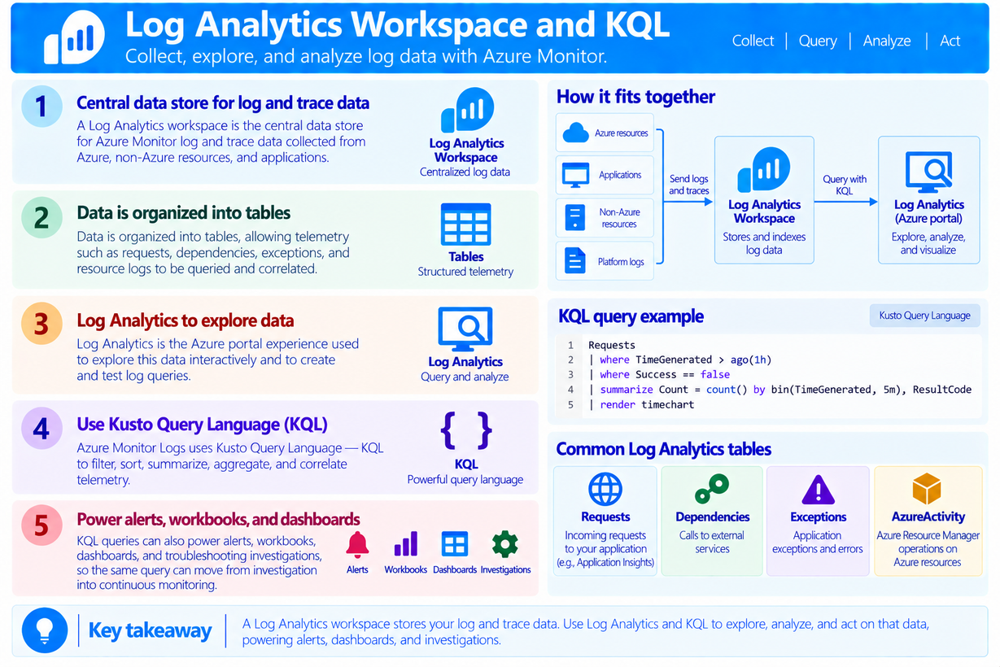 Log Analytics Workspace and KQL
Collect, explore, and analyze log data with Azure Monitor.
Collect | Query | Analyze | Act
1
Central data store for log and trace data
A Log Analytics workspace is the central data store
for Azure Monitor log and trace data collected from
Azure, non-Azure resources, and applications.
Log Analytics
Workspace
Centralized log data
2
Data is organized into tables
Data is organized into tables, allowing telemetry
such as requests, dependencies, exceptions, and
resource logs to be queried and correlated.
Tables
Structured telemetry
3
Log Analytics to explore data
Log Analytics is the Azure portal experience used
to explore this data interactively and to create
and test log queries.
Log Analytics
Query and analyze
4
Use Kusto Query Language (KQL)
Azure Monitor Logs uses Kusto Query Language — KQL
to filter, sort, summarize, aggregate, and correlate
telemetry.
{ }
KQL
Powerful query language
5
Power alerts, workbooks, and dashboards
KQL queries can also power alerts, workbooks,
dashboards, and troubleshooting investigations,
so the same query can move from investigation
into continuous monitoring.
Alerts
Workbooks
Dashboards
Investigations
How it fits together
Azure resources
Applications
Non-Azure
resources
Platform logs
Send logs
and traces
Log Analytics
Workspace
Stores and indexes
log data
Query with
KQL
Log Analytics
(Azure portal)
Explore, analyze,
and visualize
KQL query example
Kusto Query Language
1 Requests
2 | where TimeGenerated > ago(1h)
3 | where Success == false
4 | summarize Count = count() by bin(TimeGenerated, 5m), ResultCode
5 | render timechart
Common Log Analytics tables
Requests
Incoming requests
to your application
(e.g., Application Insights)
Dependencies
Calls to external
services
Exceptions
Application
exceptions and errors
AzureActivity
Azure Resource Manager
operations on
Azure resources
Key takeaway
A Log Analytics workspace stores your log and trace data. Use Log Analytics and KQL to explore, analyze, and act on that data,
powering alerts, dashboards, and investigations.